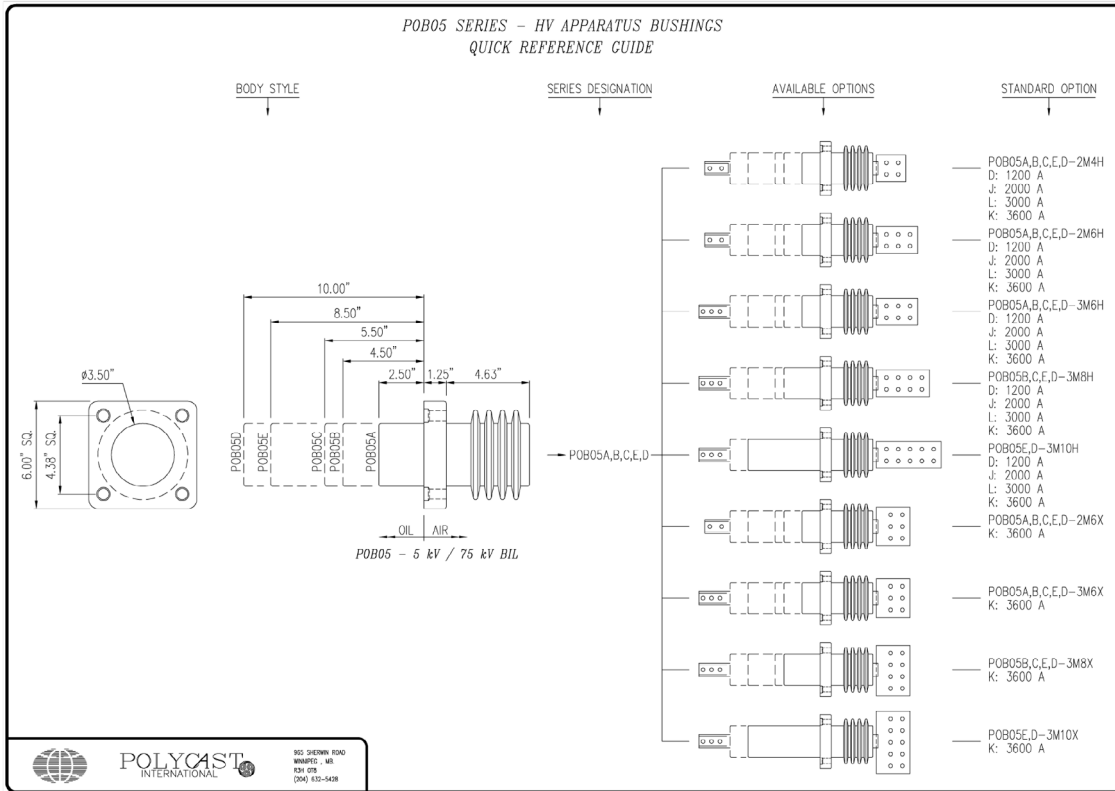 POB05 SERIES - HV APPARATUS BUSHINGS
QUICK REFERENCE GUIDE
BODY STYLE
SERIES DESIGNATION
AVAILABLE OPTIONS
STANDARD OPTION
10.00"
8.50"
5.50"
4.50"
2.50"
1.25"
4.63"
ø3.50"
6.00" SQ.
4.38" SQ.
POB05D
POB05E
POB05C
POB05B
POB05A
OIL
AIR
POB05 - 5 kV / 75 kV BIL
POB05A,B,C,E,D
POB05A,B,C,E,D-2M4H
D: 1200 A
J: 2000 A
L: 3000 A
K: 3600 A
POB05A,B,C,E,D-2M6H
D: 1200 A
J: 2000 A
L: 3000 A
K: 3600 A
POB05A,B,C,E,D-3M6H
D: 1200 A
J: 2000 A
L: 3000 A
K: 3600 A
POB05B,C,E,D-3M8H
D: 1200 A
J: 2000 A
L: 3000 A
K: 3600 A
POB05E,D-3M10H
D: 1200 A
J: 2000 A
L: 3000 A
K: 3600 A
POB05A,B,C,E,D-2M6X
K: 3600 A
POB05A,B,C,E,D-3M6X
K: 3600 A
POB05B,C,E,D-3M8X
K: 3600 A
POB05E,D-3M10X
K: 3600 A
POLYCAST
INTERNATIONAL
965 SHERWIN ROAD
WINNIPEG , MB.
R3H 0T8
(204) 632-5428